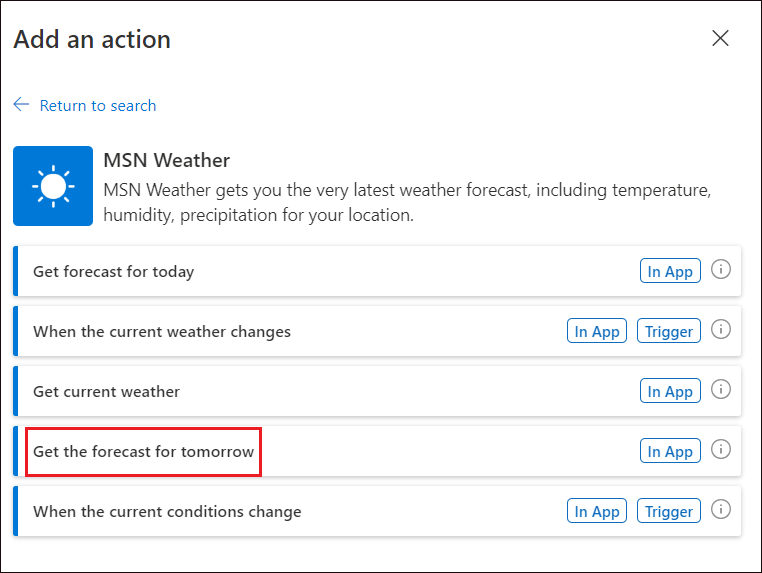 Add an action
Return to search
MSN Weather
MSN Weather gets you the very latest weather forecast, including temperature,
humidity, precipitation for your location.
Get forecast for today In App
When the current weather changes In App Trigger
Get current weather In App
Get the forecast for tomorrow In App
When the current conditions change In App Trigger